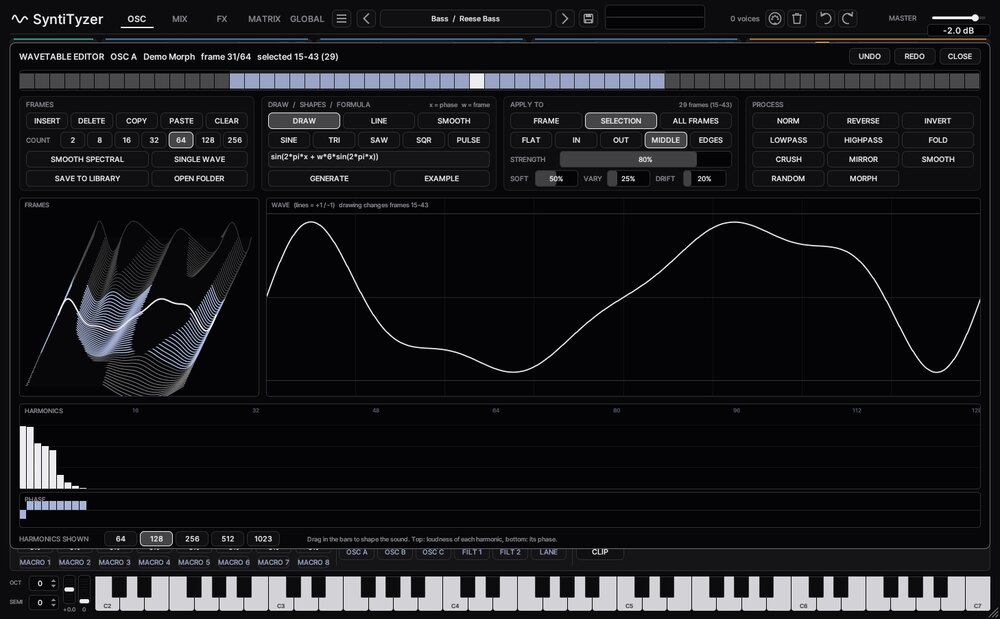 SyntiTyzer OSC MIX FX MATRIX GLOBAL Bass / Reese Bass 0 voices MASTER -2.0 dB
WAVETABLE EDITOR OSC A Demo Morph frame 31/64 selected 15-43 (29) UNDO REDO CLOSE
FRAMES
INSERT DELETE COPY PASTE CLEAR
COUNT 2 8 16 32 64 128 256
SMOOTH SPECTRAL SINGLE WAVE
SAVE TO LIBRARY OPEN FOLDER
DRAW / SHAPES / FORMULA x = phase w = frame
DRAW LINE SMOOTH
SINE TRI SAW SQR PULSE
sin(2*pi*x + w*6*sin(2*pi*x))
GENERATE EXAMPLE
APPLY TO 29 frames (15-43)
FRAME SELECTION ALL FRAMES
FLAT IN OUT MIDDLE EDGES
STRENGTH 80%
SOFT 50% VARY 25% DRIFT 20%
PROCESS
NORM REVERSE INVERT
LOWPASS HIGHPASS FOLD
CRUSH MIRROR SMOOTH
RANDOM MORPH
FRAMES
WAVE (lines = +1 / -1) drawing changes frames 15-43
HARMONICS 16 32 48 64 80 96 112
PHASE
HARMONICS SHOWN 64 128 256 512 1023 Drag in the bars to shape the sound. Top: loudness of each harmonic, bottom: its phase.
OSC A OSC B OSC C FILT 1 FILT 2 LANE CLIP
MACRO 1 MACRO 2 MACRO 3 MACRO 4 MACRO 5 MACRO 6 MACRO 7 MACRO 8
OCT 0
SEMI 0 +0.0 0
C2 C3 C4 C5 C6 C7